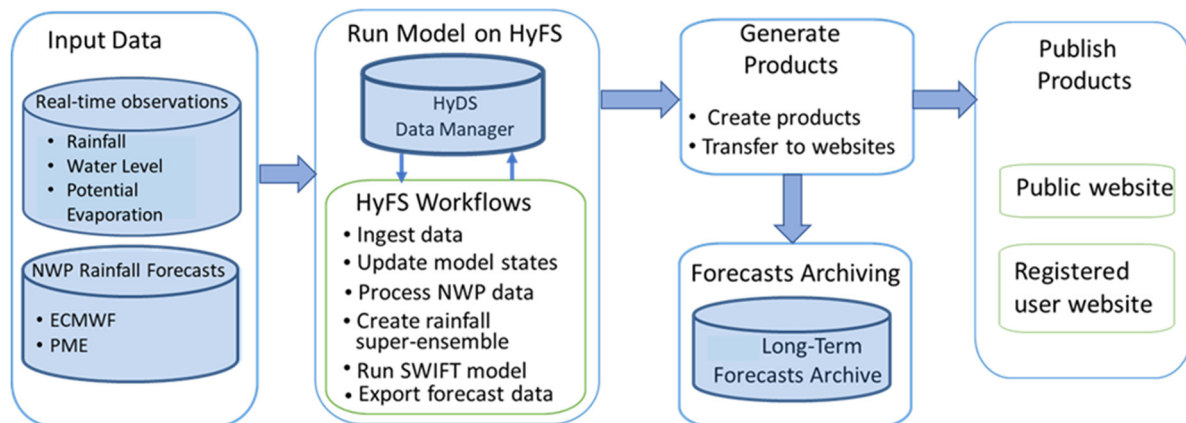 Input Data
Real-time observations
• Rainfall
• Water Level
• Potential
Evaporation
NWP Rainfall Forecasts
• ECMWF
• PME
Run Model on HyFS
HyDS
Data Manager
HyFS Workflows
• Ingest data
• Update model states
• Process NWP data
• Create rainfall
super-ensemble
• Run SWIFT model
• Export forecast data
Generate
Products
• Create products
• Transfer to websites
Forecasts Archiving
Long-Term
Forecasts Archive
Publish
Products
Public website
Registered
user website